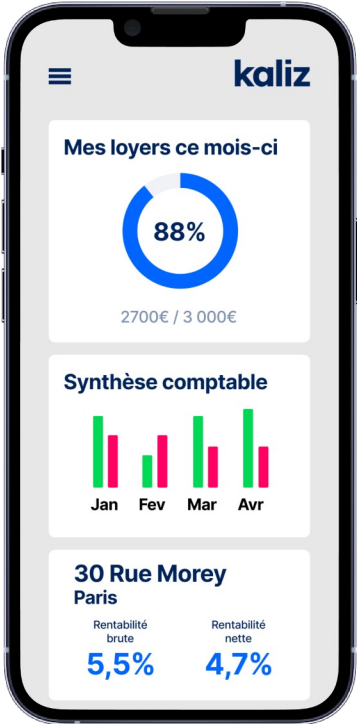 kaliz
Mes loyers ce mois-ci
88%
2700€ / 3 000€
Synthèse comptable
Jan Fev Mar Avr
30 Rue Morey
Paris
Rentabilité brute
5,5%
Rentabilité nette
4,7%